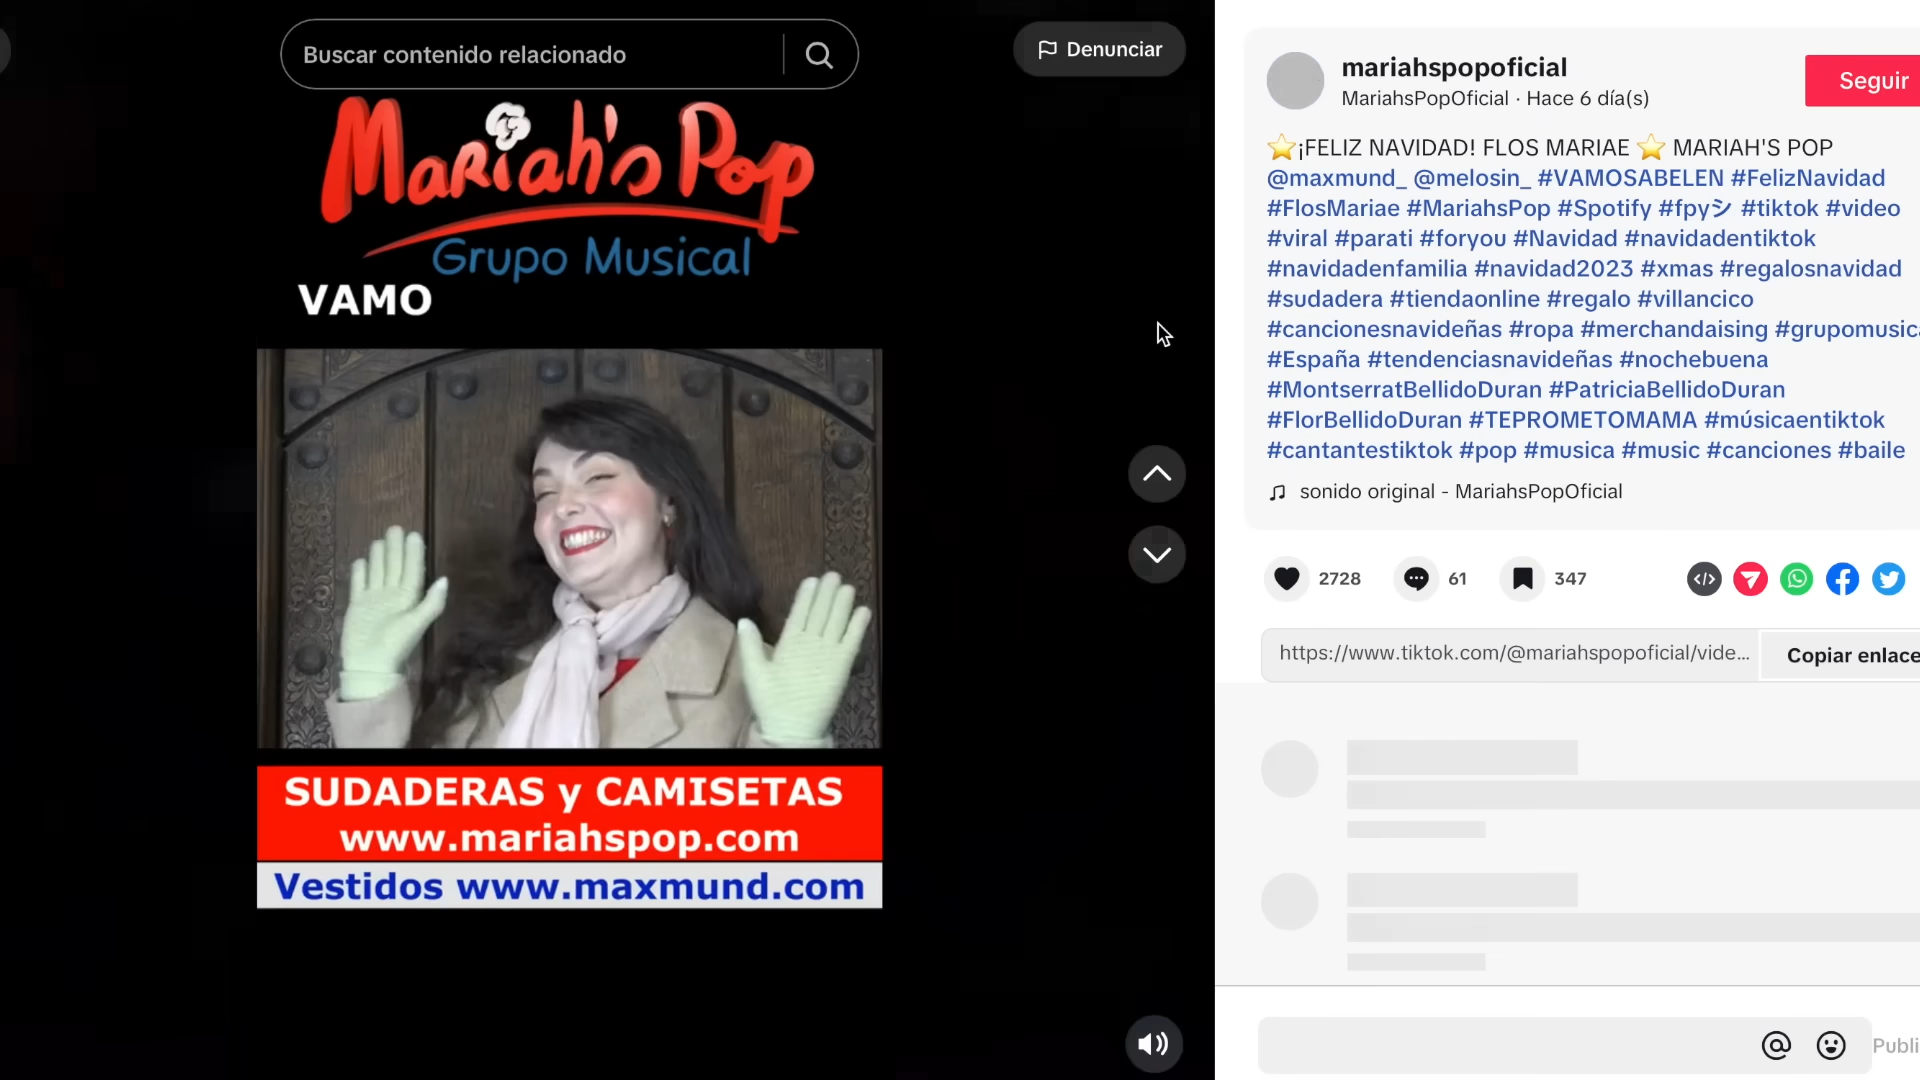 Buscar contenido relacionado
Denunciar
Mariah's Pop
Grupo Musical
VAMO
SUDADERAS y CAMISETAS
www.mariahspop.com
Vestidos www.maxmund.com
mariahspopoficial
MariahsPopOficial · Hace 6 día(s)
Seguir
⭐¡FELIZ NAVIDAD! FLOS MARIAE ⭐ MARIAH'S POP
@maxmund_ @melosin_ #VAMOSABELEN #FelizNavidad
#FlosMariae #MariahsPop #Spotify #fpyシ #tiktok #video
#viral #parati #foryou #Navidad #navidadentiktok
#navidadenfamilia #navidad2023 #xmas #regalosnavidad
#sudadera #tiendaonline #regalo #villancico
#cancionesnavideñas #ropa #merchandaising #grupomusica
#España #tendenciasnavideñas #nochebuena
#MontserratBellidoDuran #PatriciaBellidoDuran
#FlorBellidoDuran #TEPROMETOMAMA #músicaentiktok
#cantantestiktok #pop #musica #music #canciones #baile
sonido original - MariahsPopOficial
2728
61
347
https://www.tiktok.com/@mariahspopoficial/vide...
Copiar enlace
Publi